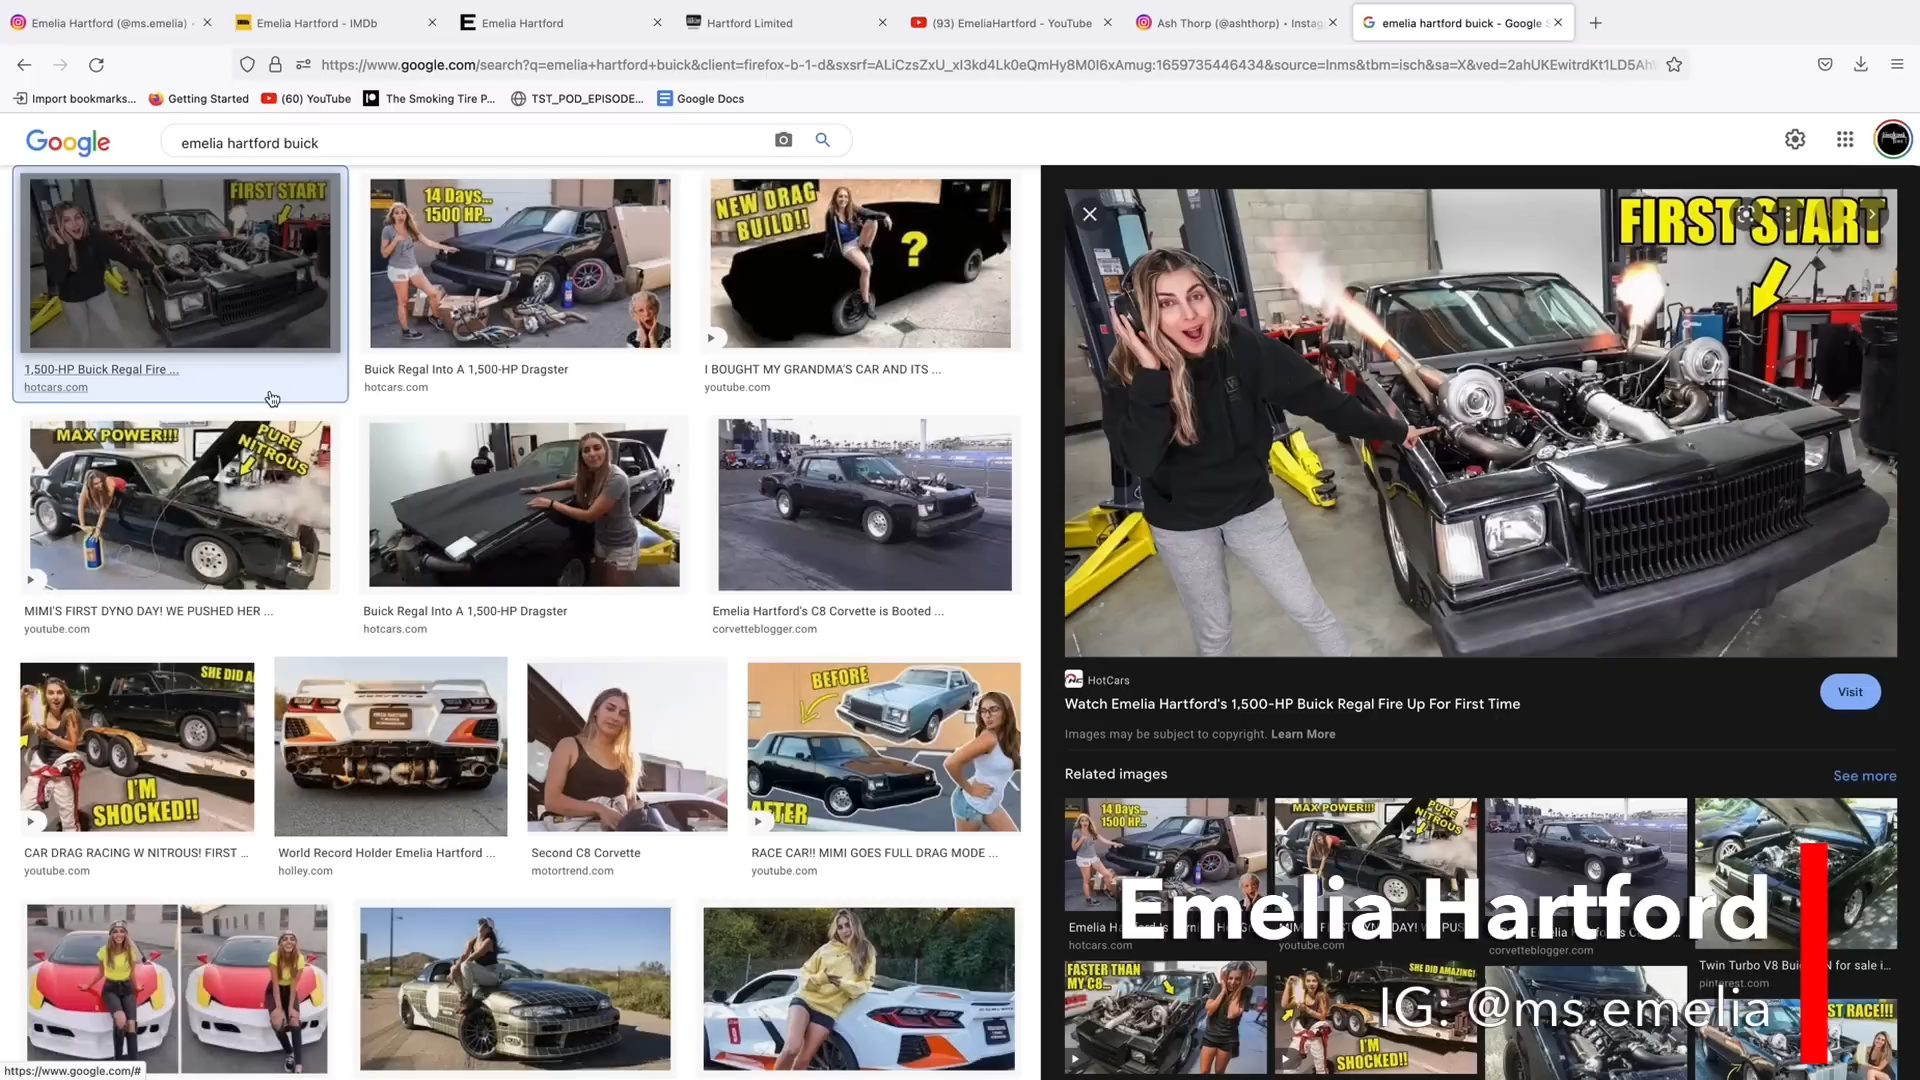 Emelia Hartford (@ms.emelia) •
Emelia Hartford - IMDb
Emelia Hartford
Hartford Limited
(93) EmeliaHartford - YouTube
Ash Thorp (@ashthorp) • Instag
emelia hartford buick - Google S
https://www.google.com/search?q=emelia+hartford+buick&client=firefox-b-1-d&sxsrf=ALiCzsZxU_xI3kd4Lk0eQmHy8M0I6xAmug:1659735446434&source=lnms&tbm=isch&sa=X&ved=2ahUKEwitrdKt1LD5Ah
Import bookmarks...
Getting Started
(60) YouTube
The Smoking Tire P...
TST_POD_EPISODE...
Google Docs
Google
emelia hartford buick
FIRST START
1,500-HP Buick Regal Fire ...
hotcars.com
14 Days...
1500 HP...
Buick Regal Into A 1,500-HP Dragster
hotcars.com
NEW DRAG
BUILD!!
?
I BOUGHT MY GRANDMA'S CAR AND ITS ...
youtube.com
MAX POWER!!!
PURE
NITROUS
MIMI'S FIRST DYNO DAY! WE PUSHED HER ...
youtube.com
Buick Regal Into A 1,500-HP Dragster
hotcars.com
Emelia Hartford's C8 Corvette is Booted ...
corvetteblogger.com
SHE DID A
I'M
SHOCKED!!
CAR DRAG RACING W NITROUS! FIRST ...
youtube.com
World Record Holder Emelia Hartford ...
holley.com
Second C8 Corvette
motortrend.com
BEFORE
AFTER
RACE CAR!! MIMI GOES FULL DRAG MODE ...
youtube.com
https://www.google.com/#
FIRST START
HotCars
Watch Emelia Hartford's 1,500-HP Buick Regal Fire Up For First Time
Visit
Images may be subject to copyright. Learn More
Related images
See more
14 Days...
1500 HP...
MAX POWER!!!
PURE
NITROUS
Emelia Hartford
hotcars.com
youtube.com
corvetteblogger.com
Twin Turbo V8 Bui N for sale i...
pinterest.com
FASTER THAN
MY C8...
SHE DID AMAZING!
I'M
SHOCKED!!
ST RACE!!!
IG: @ms.emelia